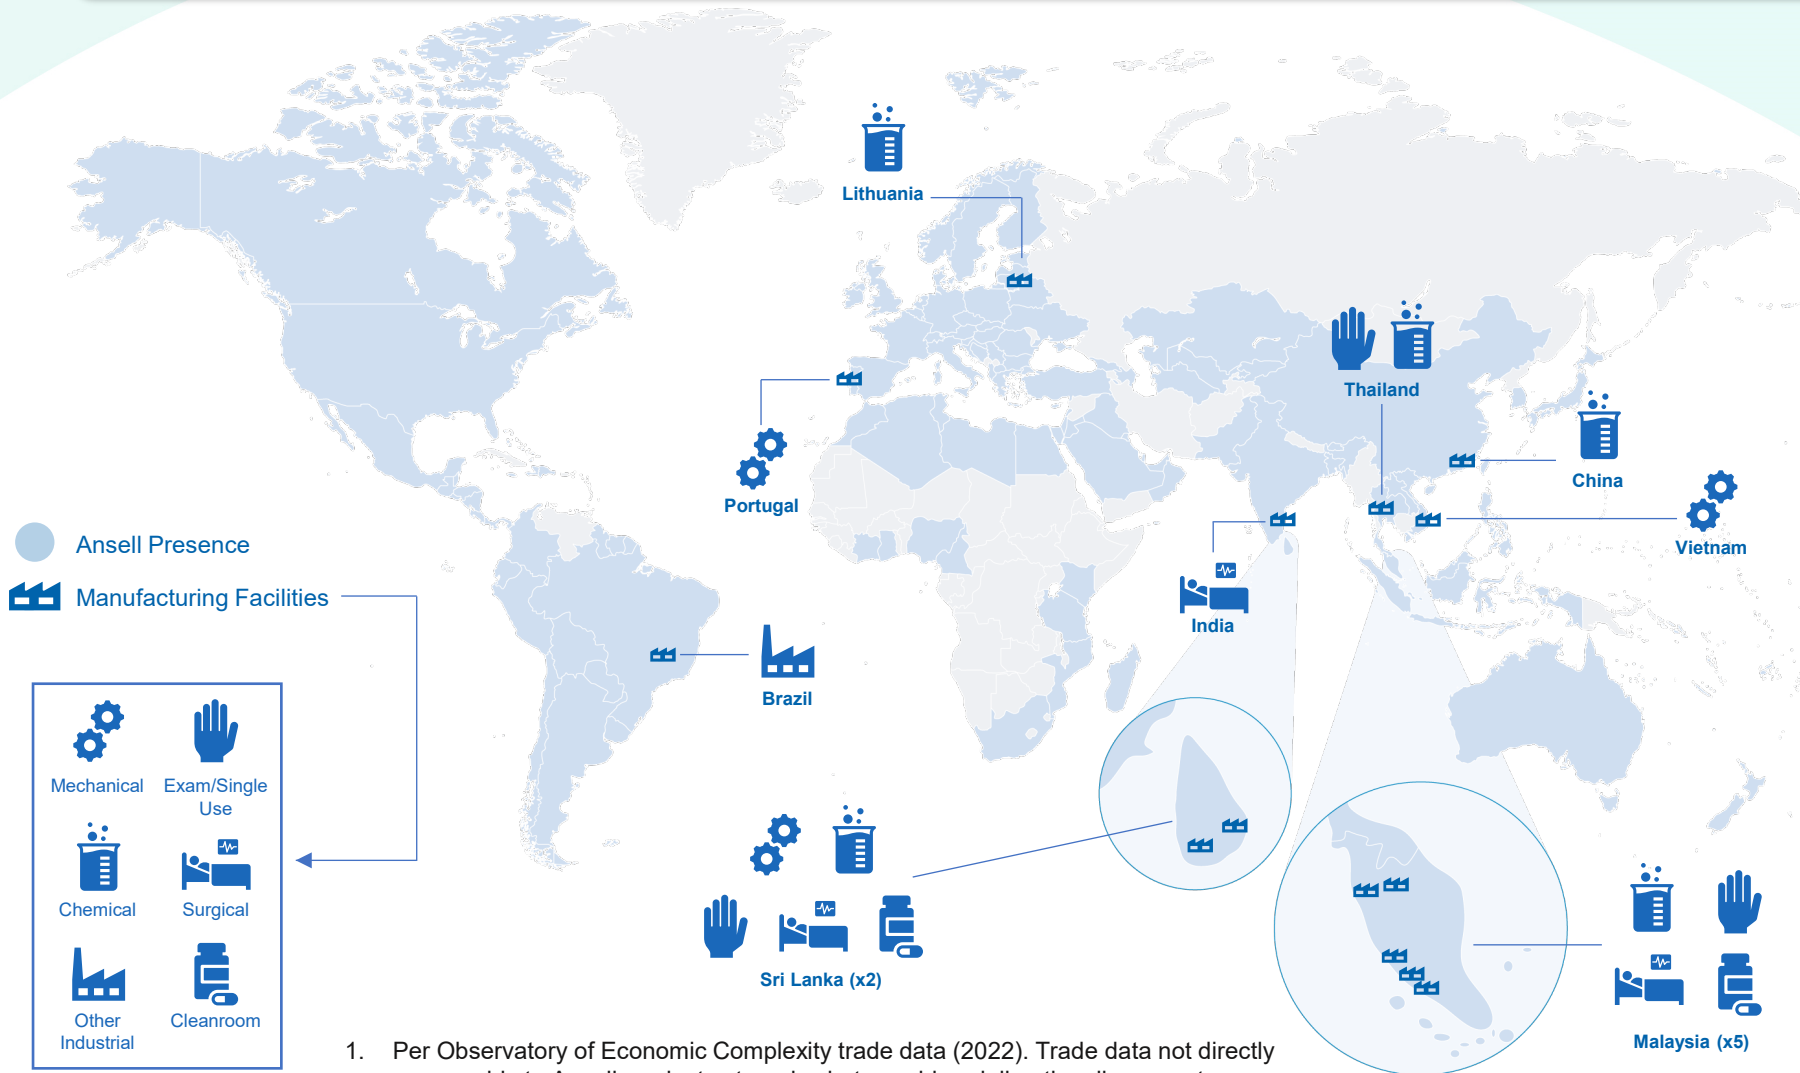 Lithuania
Thailand
China
Portugal
Vietnam
Ansell Presence
Manufacturing Facilities
India
Brazil
Mechanical
Exam/Single
Use
Chemical
Surgical
Other
Industrial
Cleanroom
Sri Lanka (x2)
Malaysia (x5)
1. Per Observatory of Economic Complexity trade data (2022). Trade data not directly